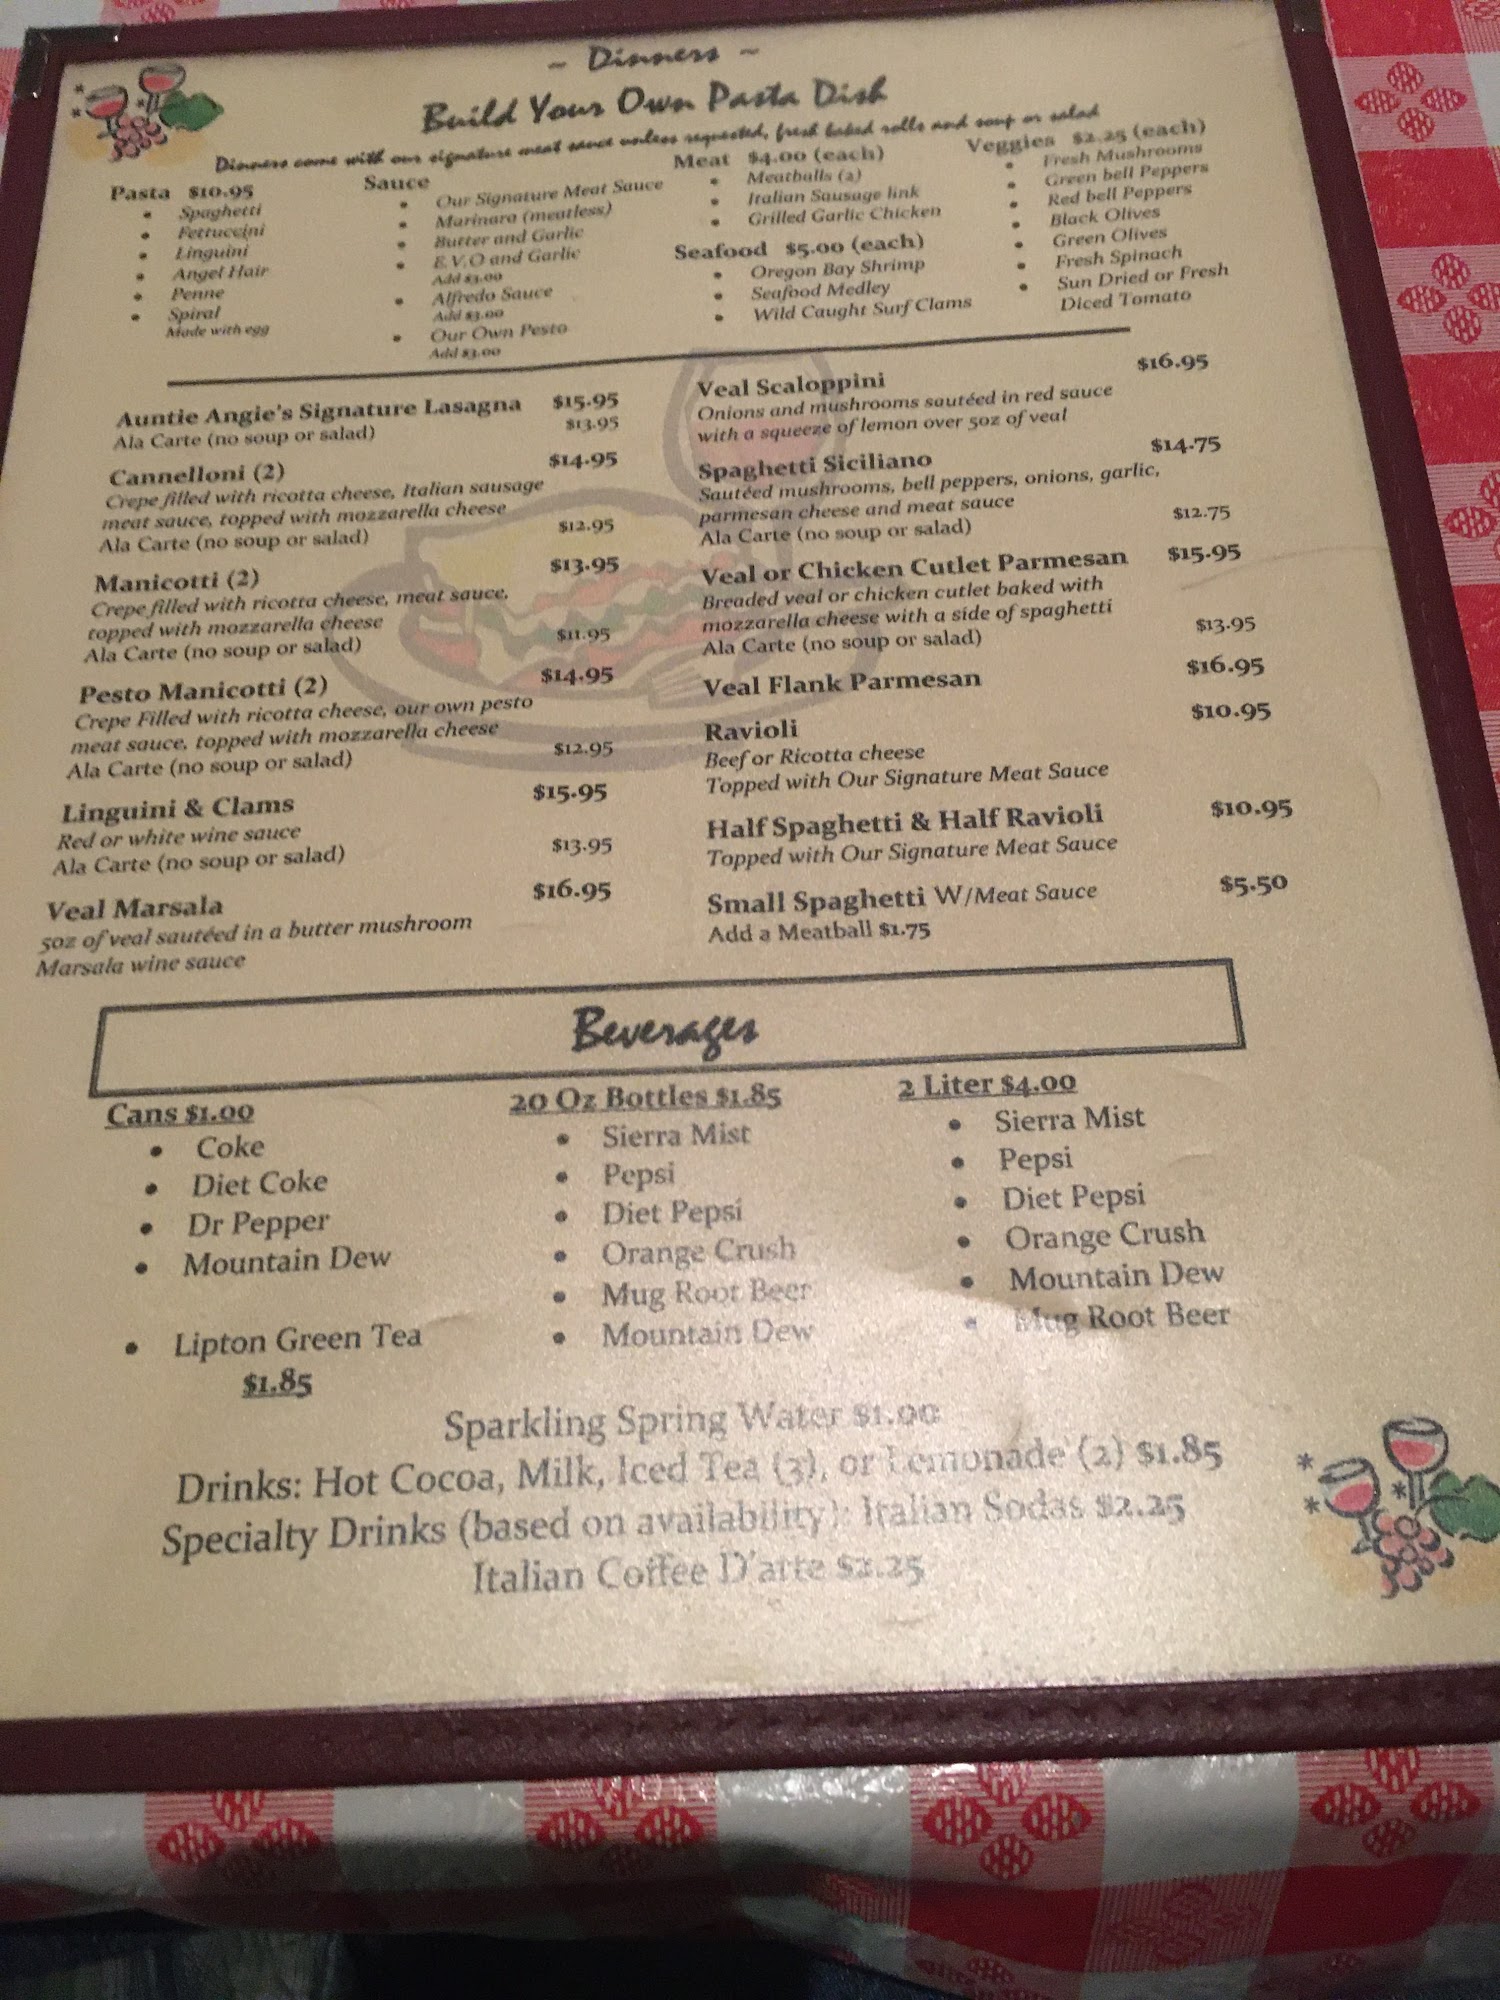 ~ Dinners ~
Build Your Own Pasta Dish
Dinners come with our signature meat sauce unless requested, fresh baked rolls and soup or salad
Pasta $10.95
• Spaghetti
• Fettuccini
• Linguini
• Angel Hair
• Penne
• Spiral
Made with egg
Sauce
• Our Signature Meat Sauce
• Marinara (meatless)
• Butter and Garlic
• E.V.O and Garlic
Add $3.00
• Alfredo Sauce
Add $3.00
• Our Own Pesto
Add $3.00
Meat $4.00 (each)
• Meatballs (2)
• Italian Sausage link
• Grilled Garlic Chicken
Seafood $5.00 (each)
• Oregon Bay Shrimp
• Seafood Medley
• Wild Caught Surf Clams
Veggies $2.25 (each)
• Fresh Mushrooms
• Green bell Peppers
• Red bell Peppers
• Black Olives
• Green Olives
• Fresh Spinach
• Sun Dried or Fresh
Diced Tomato
Auntie Angie's Signature Lasagna $15.95
Ala Carte (no soup or salad) $13.95
Cannelloni (2) $14.95
Crepe filled with ricotta cheese, Italian sausage
meat sauce, topped with mozzarella cheese
Ala Carte (no soup or salad) $12.95
Manicotti (2) $13.95
Crepe filled with ricotta cheese, meat sauce,
topped with mozzarella cheese
Ala Carte (no soup or salad) $11.95
Pesto Manicotti (2) $14.95
Crepe Filled with ricotta cheese, our own pesto
meat sauce, topped with mozzarella cheese
Ala Carte (no soup or salad) $12.95
Linguini & Clams $15.95
Red or white wine sauce
Ala Carte (no soup or salad) $13.95
Veal Marsala $16.95
5oz of veal sautéed in a butter mushroom
Marsala wine sauce
Veal Scaloppini $16.95
Onions and mushrooms sautéed in red sauce
with a squeeze of lemon over 5oz of veal
Spaghetti Siciliano $14.75
Sautéed mushrooms, bell peppers, onions, garlic,
parmesan cheese and meat sauce
Ala Carte (no soup or salad) $12.75
Veal or Chicken Cutlet Parmesan $15.95
Breaded veal or chicken cutlet baked with
mozzarella cheese with a side of spaghetti
Ala Carte (no soup or salad) $13.95
Veal Flank Parmesan $16.95
Ravioli $10.95
Beef or Ricotta cheese
Topped with Our Signature Meat Sauce
Half Spaghetti & Half Ravioli $10.95
Topped with Our Signature Meat Sauce
Small Spaghetti W/Meat Sauce $5.50
Add a Meatball $1.75
Beverages
Cans $1.00
• Coke
• Diet Coke
• Dr Pepper
• Mountain Dew
• Lipton Green Tea
$1.85
20 Oz Bottles $1.85
• Sierra Mist
• Pepsi
• Diet Pepsi
• Orange Crush
• Mug Root Beer
• Mountain Dew
2 Liter $4.00
• Sierra Mist
• Pepsi
• Diet Pepsi
• Orange Crush
• Mountain Dew
• Mug Root Beer
Sparkling Spring Water $1.00
Drinks: Hot Cocoa, Milk, Iced Tea (3), or Lemonade (2) $1.85
Specialty Drinks (based on availability): Italian Sodas $2.25
Italian Coffee D'arte $2.25